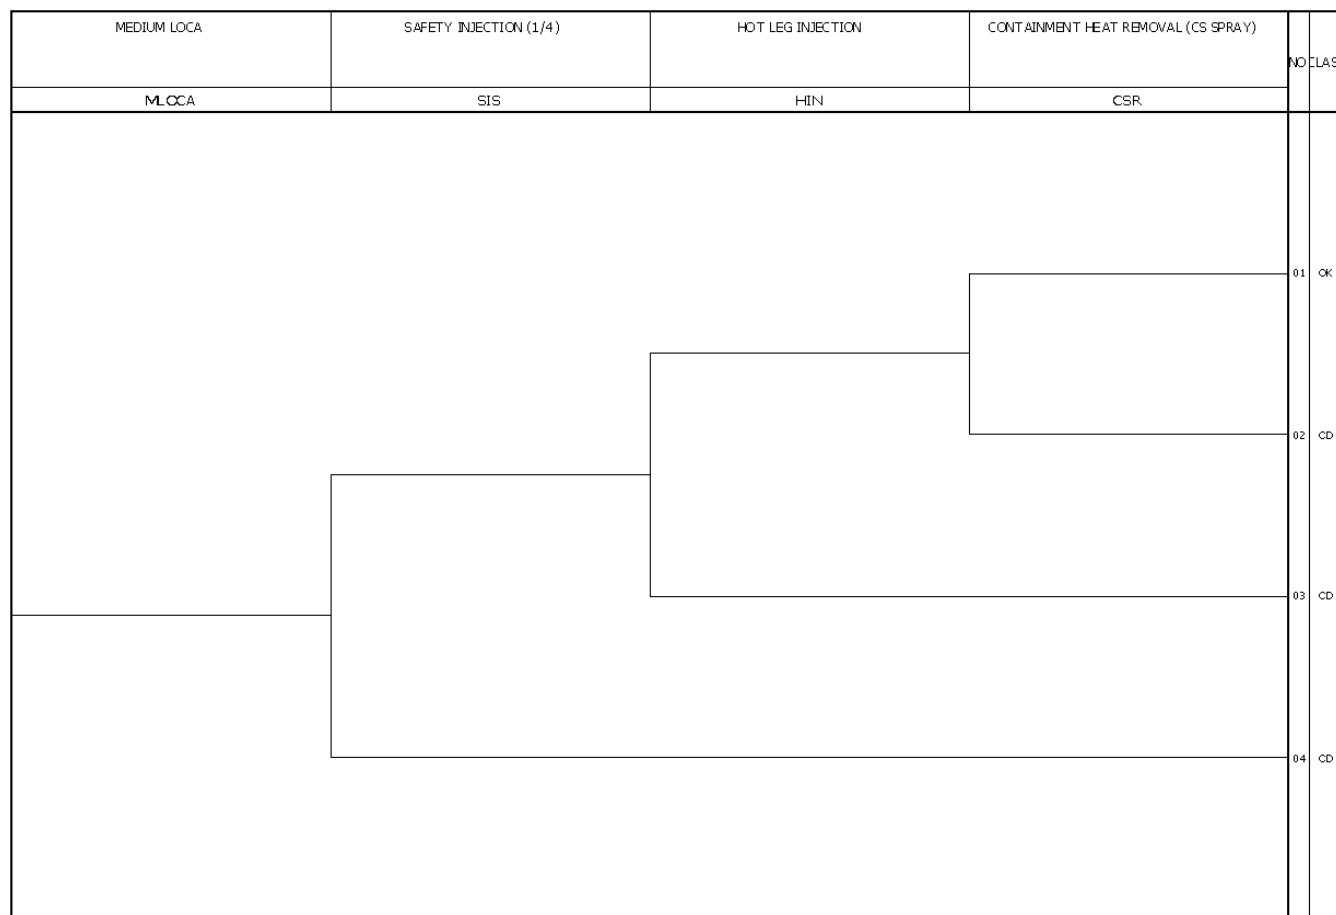 MEDIUM LOCA
SAFETY INJECTION (1/4)
HOT LEG INJECTION
CONTAINMENT HEAT REMOVAL (CS SPRAY)
NO
CLAS
MLOCA
SIS
HIN
CSR
01 OK
02 CD
03 CD
04 CD